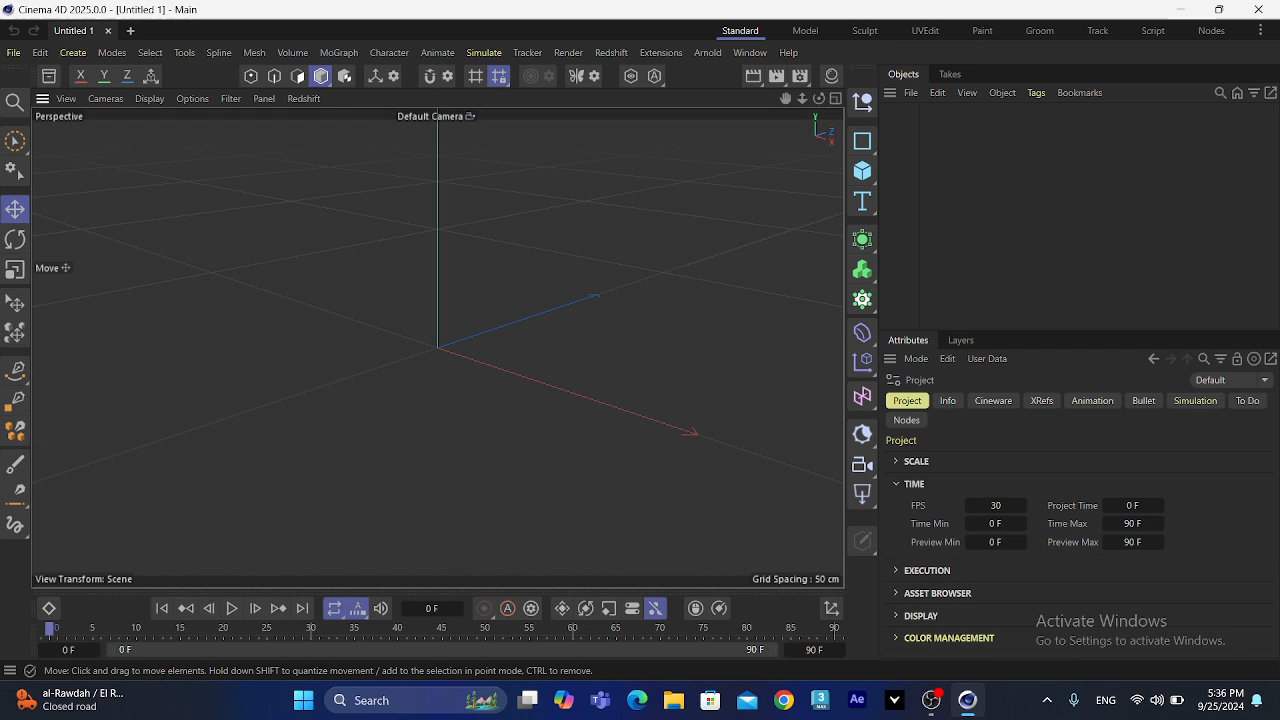 Cinema 4D 2025.0.0 - [Untitled 1] - Main
Untitled 1
Standard Model Sculpt UVEdit Paint Groom Track Script Nodes
File Edit Create Modes Select Tools Spline Mesh Volume MoGraph Character Animate Simulate Tracker Render Redshift Extensions Arnold Window Help
X Y Z
View Cameras Display Options Filter Panel Redshift
Perspective
Default Camera
Y
Z
X
Move
View Transform: Scene
Grid Spacing : 50 cm
Objects Takes
File Edit View Object Tags Bookmarks
Attributes Layers
Mode Edit User Data
Project
Default
Project Info Cineware XRefs Animation Bullet Simulation To Do
Nodes
Project
SCALE
TIME
FPS 30 Project Time 0 F
Time Min 0 F Time Max 90 F
Preview Min 0 F Preview Max 90 F
EXECUTION
ASSET BROWSER
DISPLAY
COLOR MANAGEMENT
Activate Windows
Go to Settings to activate Windows.
0 F
0 5 10 15 20 25 30 35 40 45 50 55 60 65 70 75 80 85 90
0 F 0 F 90 F 90 F
Move: Click and drag to move elements. Hold down SHIFT to quantize movement / add to the selection in point mode, CTRL to remove.
al-Rawdah / El R...
Closed road
Search
3
MAX
Ae
ENG
5:36 PM
9/25/2024